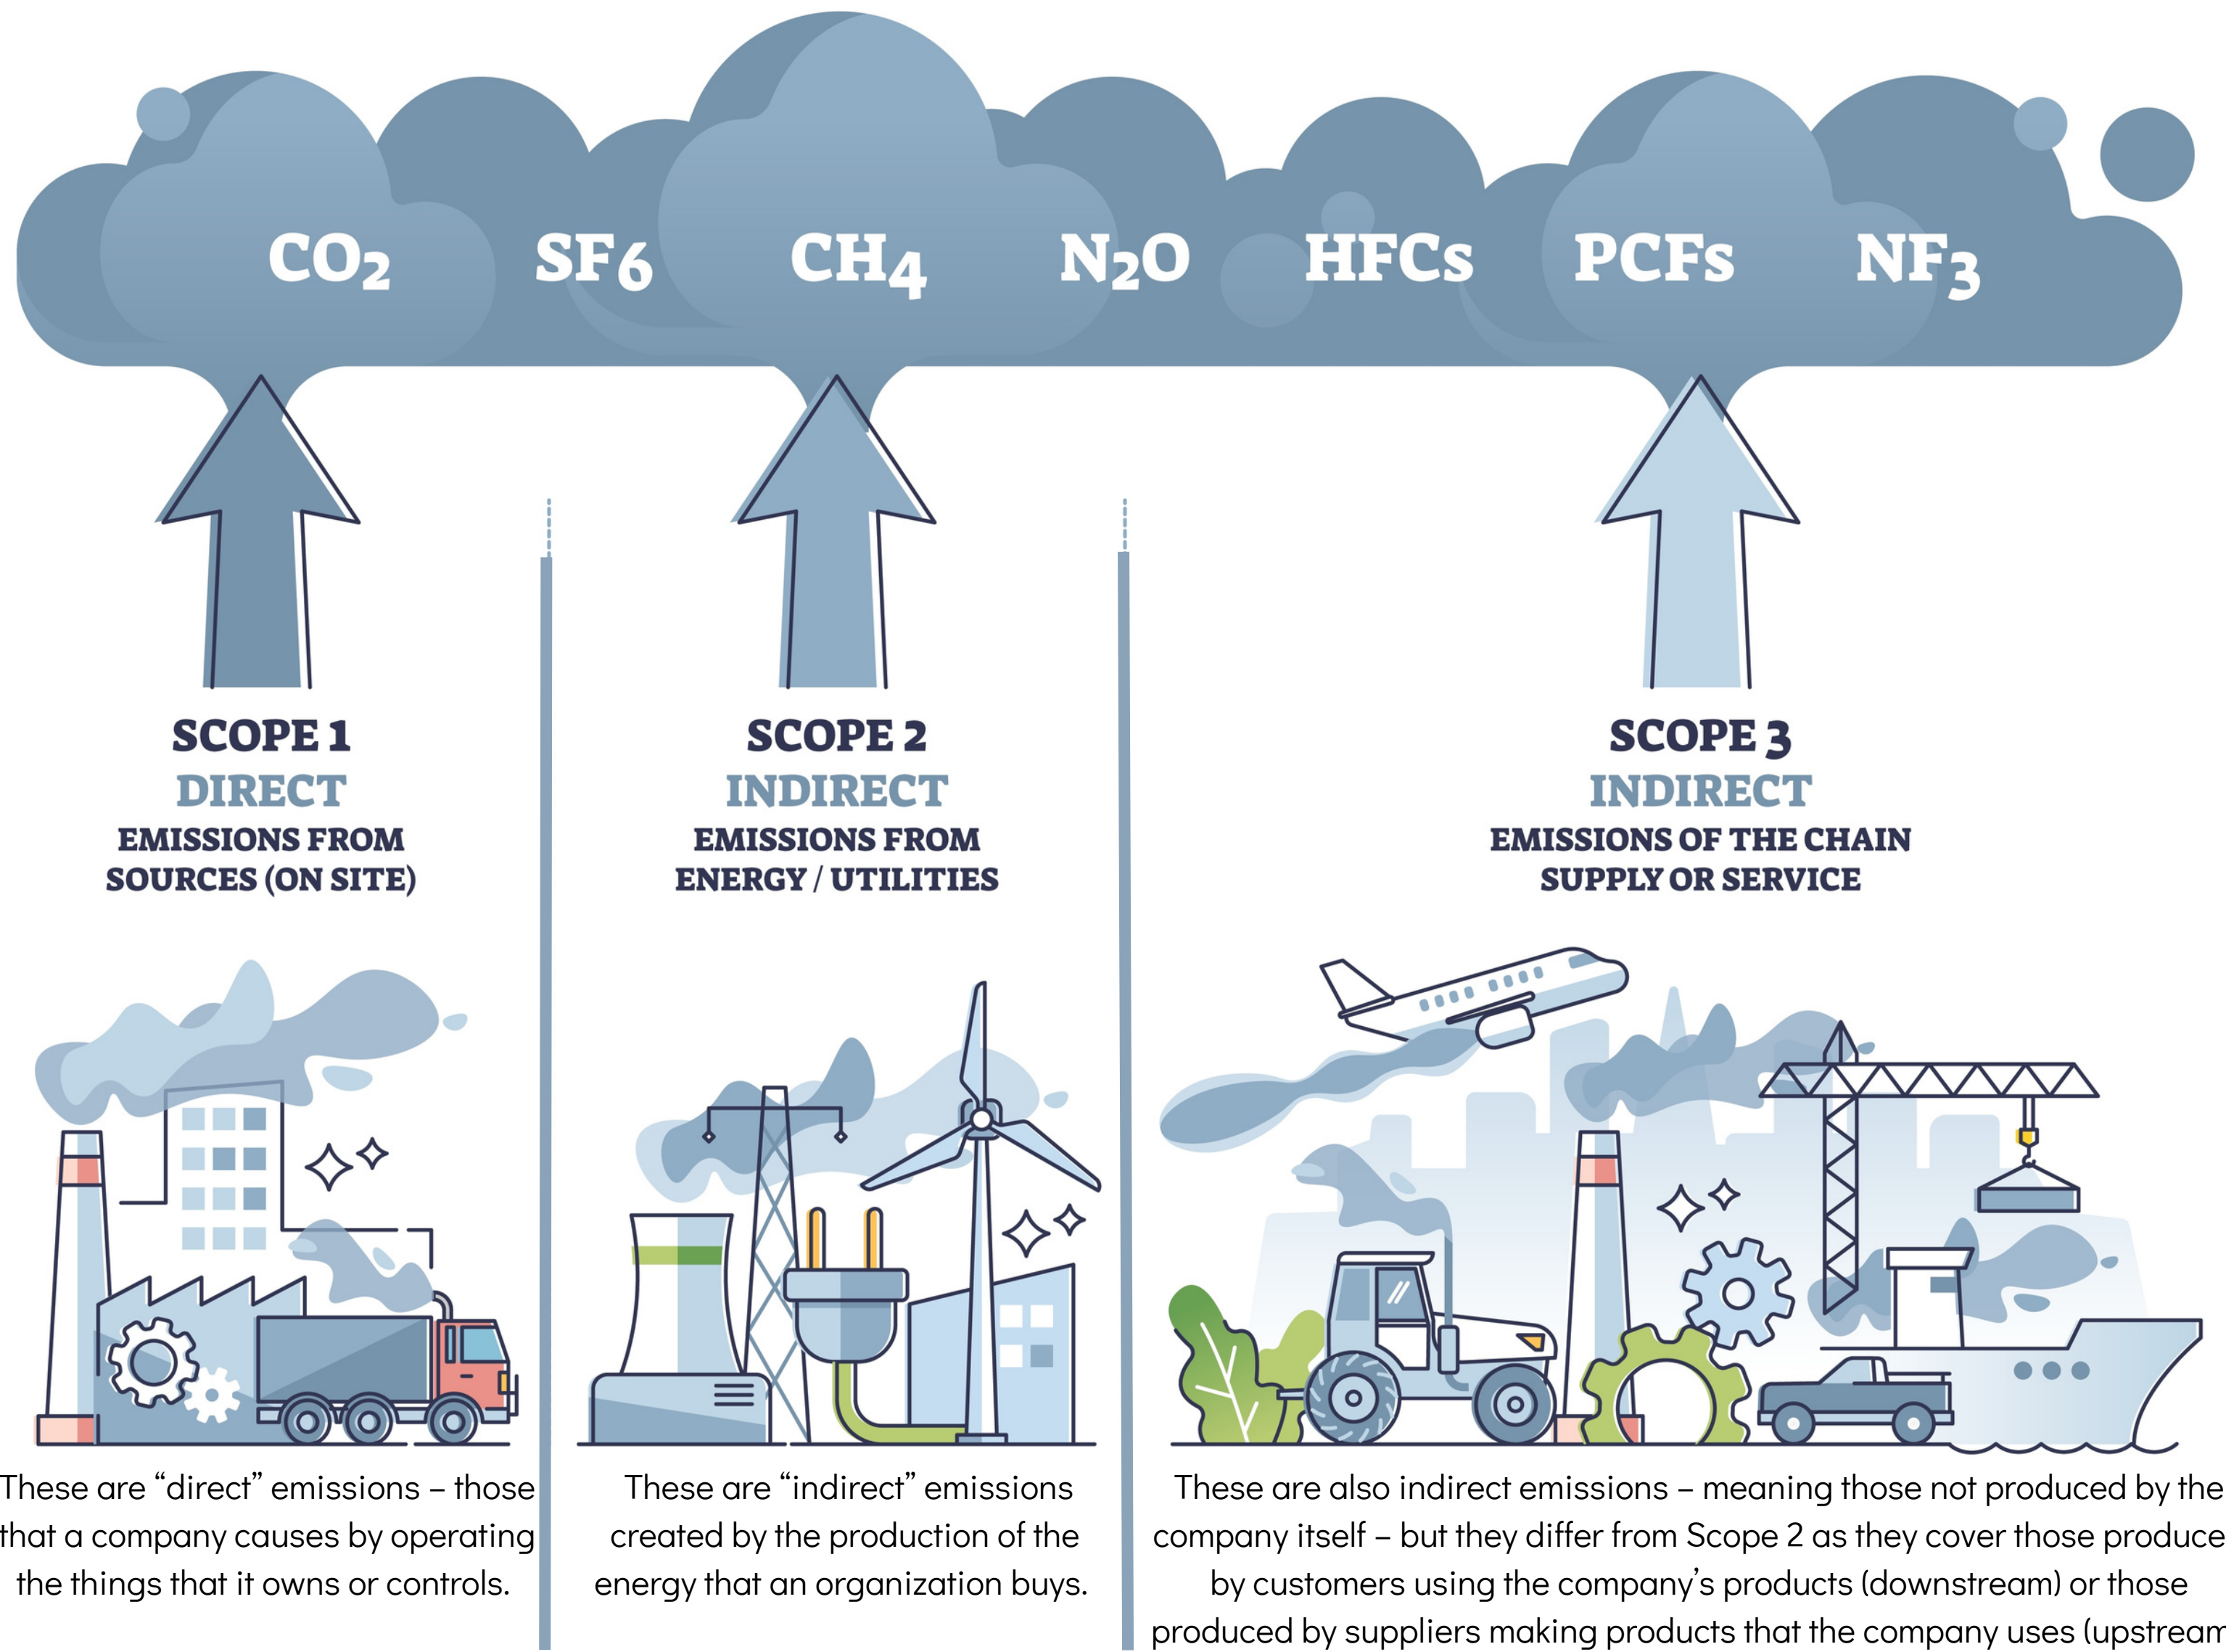 CO2 SF6 CH4 N2O HFCs PCFs NF3
SCOPE 1
DIRECT
EMISSIONS FROM
SOURCES (ON SITE)
SCOPE 2
INDIRECT
EMISSIONS FROM
ENERGY / UTILITIES
SCOPE 3
INDIRECT
EMISSIONS OF THE CHAIN
SUPPLY OR SERVICE
These are “direct” emissions – those
that a company causes by operating
the things that it owns or controls.
These are “indirect” emissions
created by the production of the
energy that an organization buys.
These are also indirect emissions – meaning those not produced by the
company itself – but they differ from Scope 2 as they cover those produce
by customers using the company’s products (downstream) or those
produced by suppliers making products that the company uses (upstream